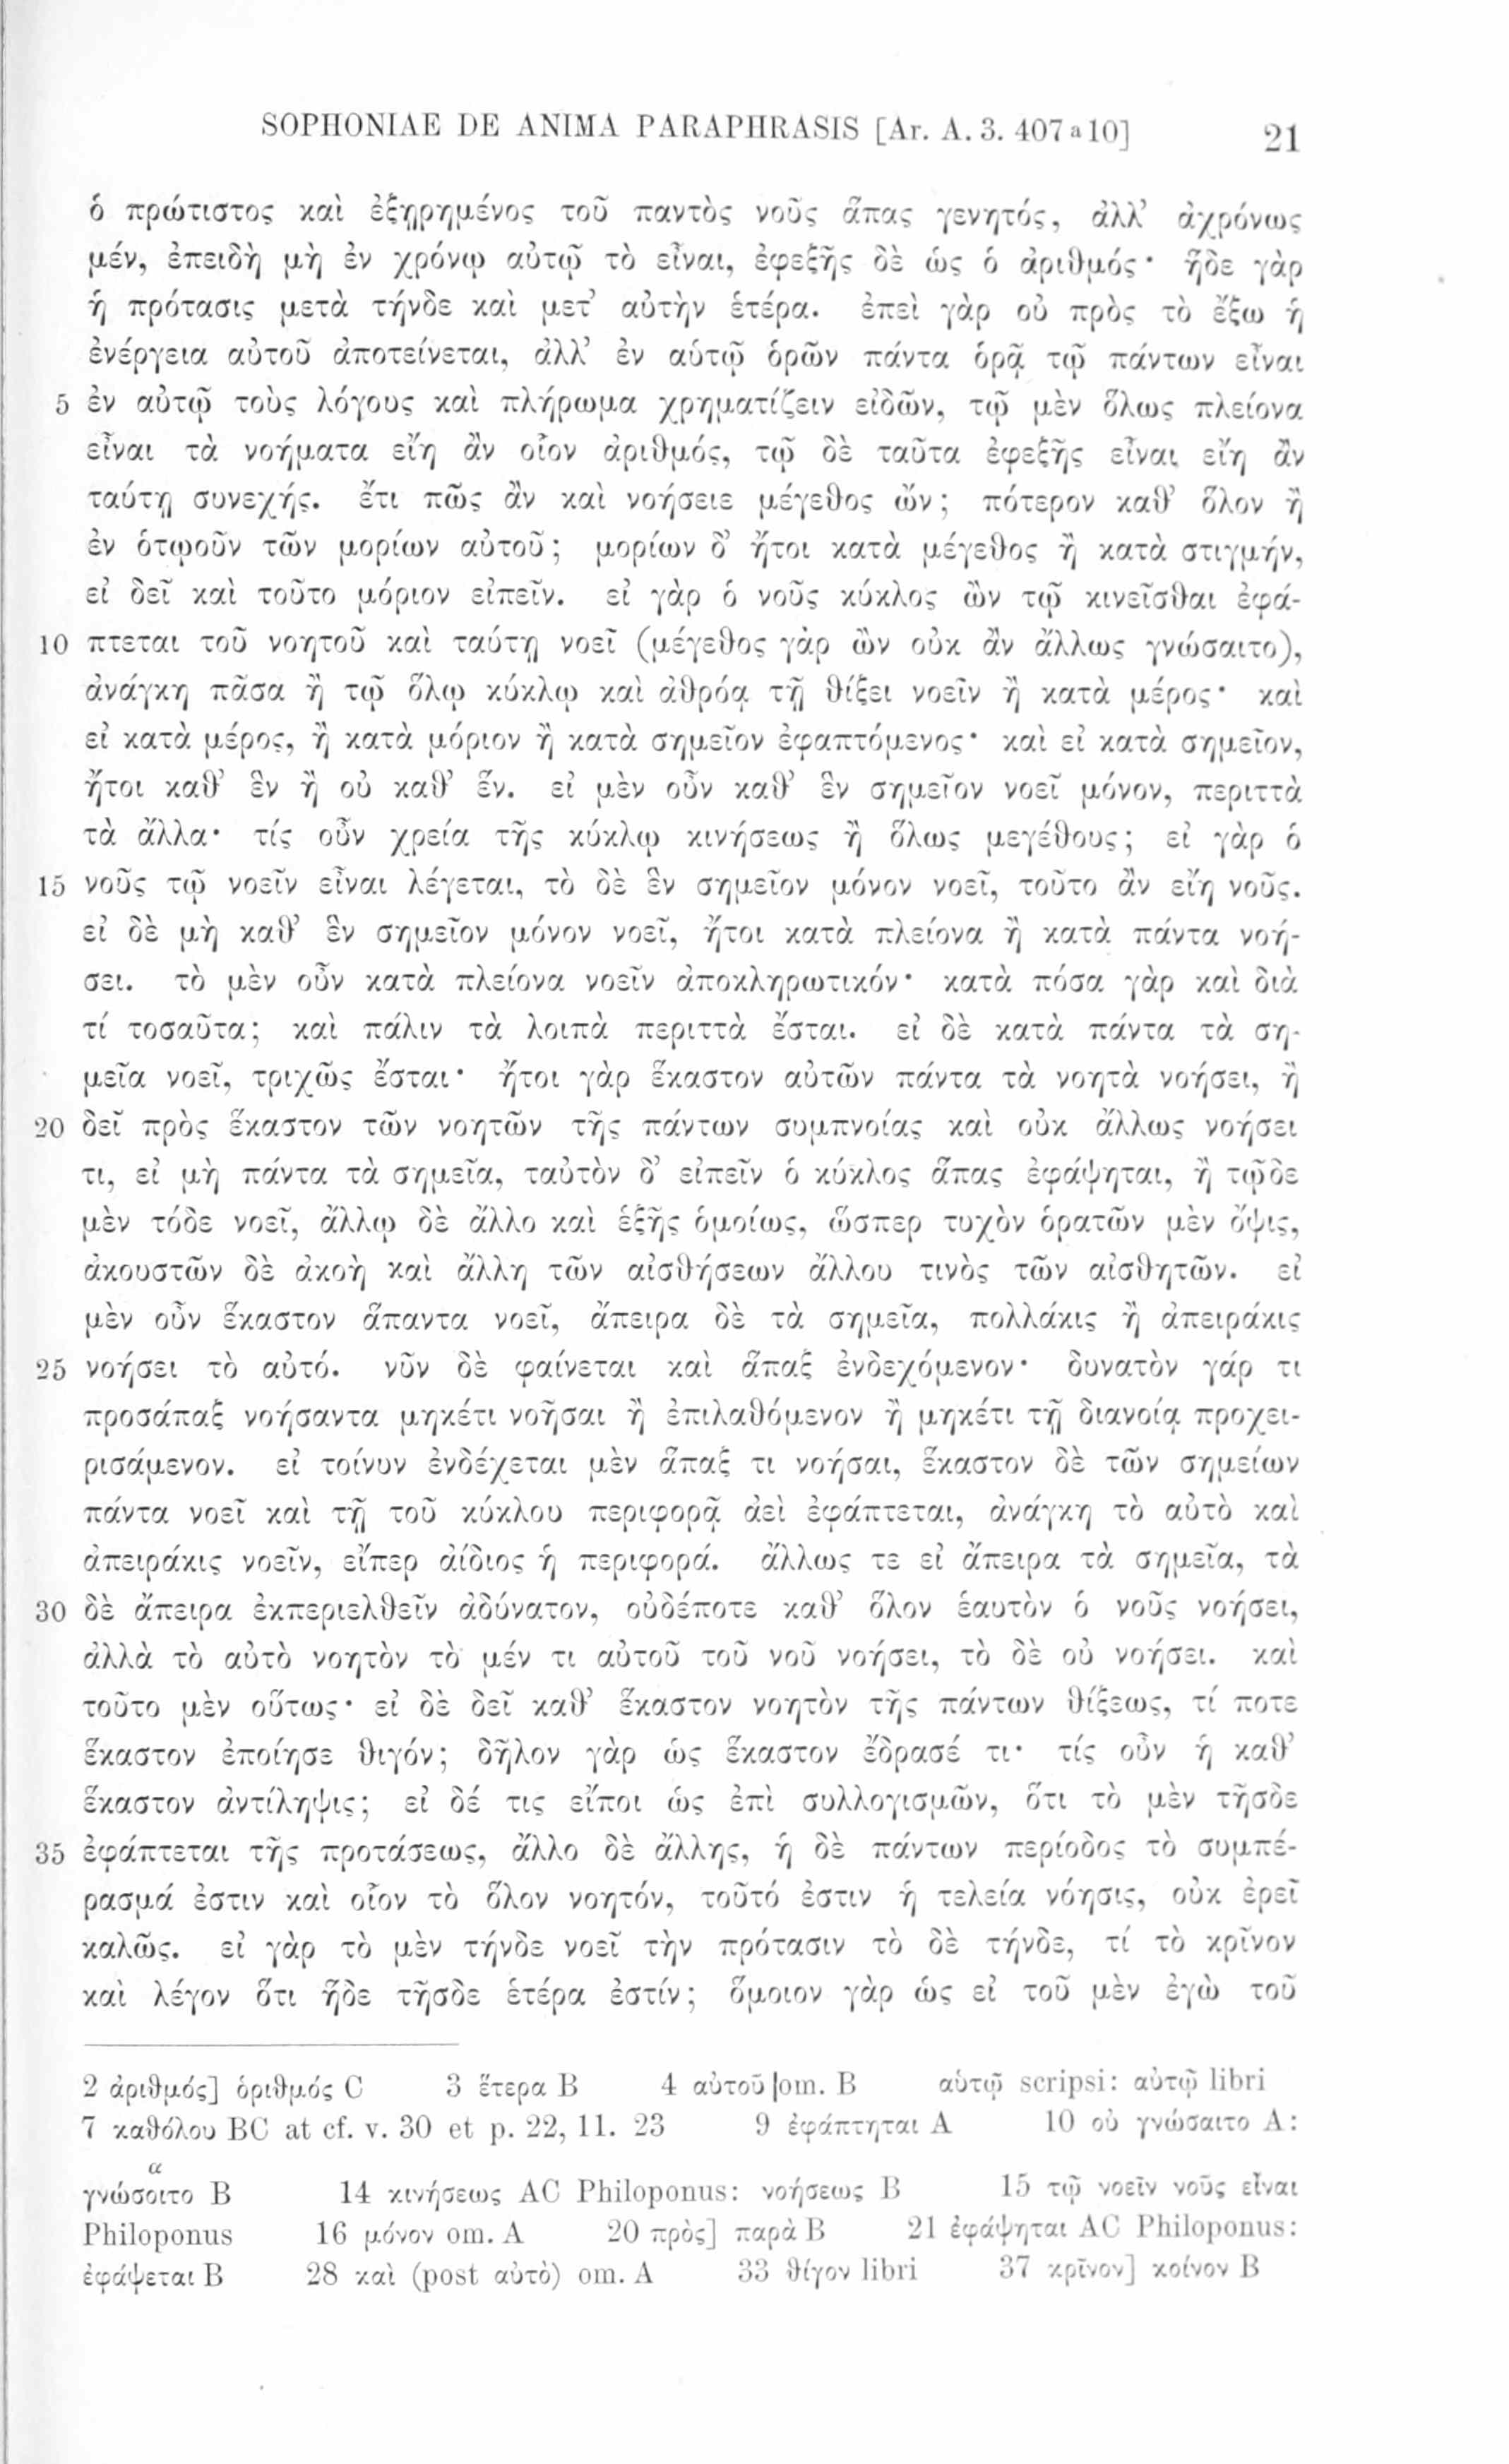 SOPHONIAE DE ANIMA PARAPHRASIS [Ar. A. 3. 407 a 10] 21
ὁ πρώτιστος καὶ ἐξῃρημένος τοῦ παντὸς νοῦς ἅπας γενητός, ἀλλ’ ἀχρόνως
μέν, ἐπειδὴ μὴ ἐν χρόνῳ αὐτῷ τὸ εἶναι, ἐφεξῆς δὲ ὡς ὁ ἀριθμός· ἥδε γὰρ
ἡ πρότασις μετὰ τήνδε καὶ μετ’ αὐτὴν ἑτέρα. ἐπεὶ γὰρ οὐ πρὸς τὸ ἔξω ἡ
ἐνέργεια αὐτοῦ ἀποτείνεται, ἀλλ’ ἐν αὑτῷ ὁρῶν πάντα ὁρᾷ τῷ πάντων εἶναι
5 ἐν αὐτῷ τοὺς λόγους καὶ πλήρωμα χρηματίζειν εἰδῶν, τῷ μὲν ὅλως πλείονα
εἶναι τὰ νοήματα εἴη ἂν οἷον ἀριθμός, τῷ δὲ ταῦτα ἐφεξῆς εἶναι εἴη ἂν
ταύτῃ συνεχής. ἔτι πῶς ἂν καὶ νοήσειε μέγεθος ὤν; πότερον καθ’ ὅλον ἢ
ἐν ὁτῳοῦν τῶν μορίων αὐτοῦ; μορίων δ’ ἤτοι κατὰ μέγεθος ἢ κατὰ στιγμήν,
εἰ δεῖ καὶ τοῦτο μόριον εἰπεῖν. εἰ γὰρ ὁ νοῦς κύκλος ὢν τῷ κινεῖσθαι ἐφά-
10 πτεται τοῦ νοητοῦ καὶ ταύτῃ νοεῖ (μέγεθος γὰρ ὢν οὐκ ἂν ἄλλως γνώσαιτο),
ἀνάγκη πᾶσα ἢ τῷ ὅλῳ κύκλῳ καὶ ἀθρόᾳ τῇ θίξει νοεῖν ἢ κατὰ μέρος· καὶ
εἰ κατὰ μέρος, ἢ κατὰ μόριον ἢ κατὰ σημεῖον ἐφαπτόμενος· καὶ εἰ κατὰ σημεῖον,
ἤτοι καθ’ ἓν ἢ οὐ καθ’ ἕν. εἰ μὲν οὖν καθ’ ἓν σημεῖον νοεῖ μόνον, περιττὰ
τὰ ἄλλα· τίς οὖν χρεία τῆς κύκλῳ κινήσεως ἢ ὅλως μεγέθους; εἰ γὰρ ὁ
15 νοῦς τῷ νοεῖν εἶναι λέγεται, τὸ δὲ ἓν σημεῖον μόνον νοεῖ, τοῦτο ἂν εἴη νοῦς.
εἰ δὲ μὴ καθ’ ἓν σημεῖον μόνον νοεῖ, ἤτοι κατὰ πλείονα ἢ κατὰ πάντα νοή-
σει. τὸ μὲν οὖν κατὰ πλείονα νοεῖν ἀποκληρωτικόν· κατὰ πόσα γὰρ καὶ διὰ
τί τοσαῦτα; καὶ πάλιν τὰ λοιπὰ περιττὰ ἔσται. εἰ δὲ κατὰ πάντα τὰ ση-
μεῖα νοεῖ, τριχῶς ἔσται· ἤτοι γὰρ ἕκαστον αὐτῶν πάντα τὰ νοητὰ νοήσει, ἢ
20 δεῖ πρὸς ἕκαστον τῶν νοητῶν τῆς πάντων συμπνοίας καὶ οὐκ ἄλλως νοήσει
τι, εἰ μὴ πάντα τὰ σημεῖα, ταὐτὸν δ’ εἰπεῖν ὁ κύκλος ἅπας ἐφάψηται, ἢ τῷδε
μὲν τόδε νοεῖ, ἄλλῳ δὲ ἄλλο καὶ ἑξῆς ὁμοίως, ὥσπερ τυχὸν ὁρατῶν μὲν ὄψις,
ἀκουστῶν δὲ ἀκοὴ καὶ ἄλλη τῶν αἰσθήσεων ἄλλου τινὸς τῶν αἰσθητῶν. εἰ
μὲν οὖν ἕκαστον ἅπαντα νοεῖ, ἄπειρα δὲ τὰ σημεῖα, πολλάκις ἢ ἀπειράκις
25 νοήσει τὸ αὐτό. νῦν δὲ φαίνεται καὶ ἅπαξ ἐνδεχόμενον· δυνατὸν γάρ τι
προσάπαξ νοήσαντα μηκέτι νοῆσαι ἢ ἐπιλαθόμενον ἢ μηκέτι τῇ διανοίᾳ προχει-
ρισάμενον. εἰ τοίνυν ἐνδέχεται μὲν ἅπαξ τι νοῆσαι, ἕκαστον δὲ τῶν σημείων
πάντα νοεῖ καὶ τῇ τοῦ κύκλου περιφορᾷ ἀεὶ ἐφάπτεται, ἀνάγκη τὸ αὐτὸ καὶ
ἀπειράκις νοεῖν, εἴπερ ἀίδιος ἡ περιφορά. ἄλλως τε εἰ ἄπειρα τὰ σημεῖα, τὰ
30 δὲ ἄπειρα ἐκπεριελθεῖν ἀδύνατον, οὐδέποτε καθ’ ὅλον ἑαυτὸν ὁ νοῦς νοήσει,
ἀλλὰ τὸ αὐτὸ νοητὸν τὸ μέν τι αὐτοῦ τοῦ νοῦ νοήσει, τὸ δὲ οὐ νοήσει. καὶ
τοῦτο μὲν οὕτως· εἰ δὲ δεῖ καθ’ ἕκαστον νοητὸν τῆς πάντων θίξεως, τί ποτε
ἕκαστον ἐποίησε θιγόν; δῆλον γὰρ ὡς ἕκαστον ἔδρασέ τι· τίς οὖν ἡ καθ’
ἕκαστον ἀντίληψις; εἰ δέ τις εἴποι ὡς ἐπὶ συλλογισμῶν, ὅτι τὸ μὲν τῆσδε
35 ἐφάπτεται τῆς προτάσεως, ἄλλο δὲ ἄλλης, ἡ δὲ πάντων περίοδος τὸ συμπέ-
ρασμά ἐστιν καὶ οἷον τὸ ὅλον νοητόν, τοῦτό ἐστιν ἡ τελεία νόησις, οὐκ ἐρεῖ
καλῶς. εἰ γὰρ τὸ μὲν τήνδε νοεῖ τὴν πρότασιν τὸ δὲ τήνδε, τί τὸ κρῖνον
καὶ λέγον ὅτι ἥδε τῆσδε ἑτέρα ἐστίν; ὅμοιον γὰρ ὡς εἰ τοῦ μὲν ἐγὼ τοῦ
2 ἀριθμός] ὁριθμός C 3 ἕτερα B 4 αὐτοῦ] om. B αὑτῷ scripsi: αὐτῷ libri
7 καθόλου BC at cf. v. 30 et p. 22, 11. 23 9 ἐφάπτηται A 10 οὐ γνώσαιτο A:
α
γνώσοιτο B 14 κινήσεως AC Philoponus: νοήσεως B 15 τῷ νοεῖν νοῦς εἶναι
Philoponus 16 μόνον om. A 20 πρὸς] παρὰ B 21 ἐφάψηται AC Philoponus:
ἐφάψεται B 28 καὶ (post αὐτὸ) om. A 33 θίγον libri 37 κρῖνον] κοίνον B